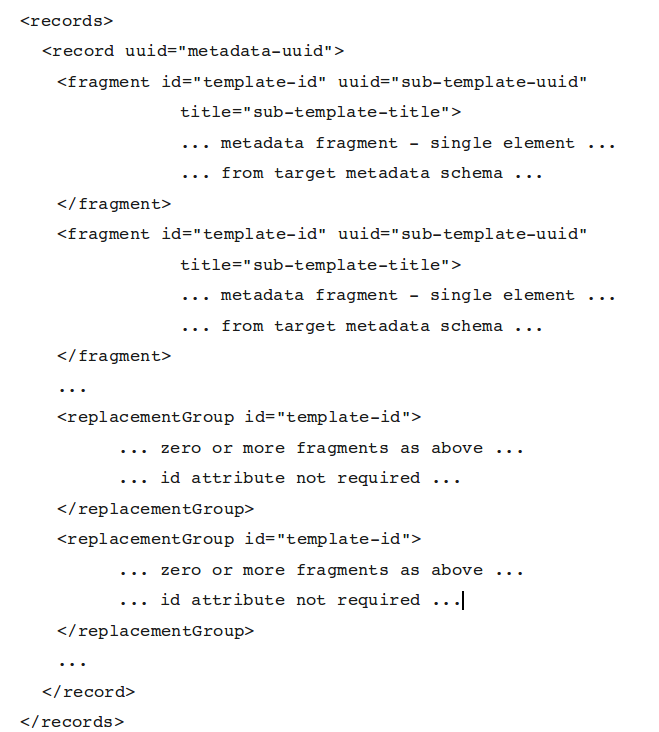 <records>
<record uuid="metadata-uuid">
<fragment id="template-id" uuid="sub-template-uuid"
title="sub-template-title">
... metadata fragment – single element ...
... from target metadata schema ...
</fragment>
<fragment id="template-id" uuid="sub-template-uuid"
title="sub-template-title">
... metadata fragment – single element ...
... from target metadata schema ...
</fragment>
...
<replacementGroup id="template-id">
... zero or more fragments as above ...
... id attribute not required ...
</replacementGroup>
<replacementGroup id="template-id">
... zero or more fragments as above ...
... id attribute not required ...
</replacementGroup>
...
</record>
</records>